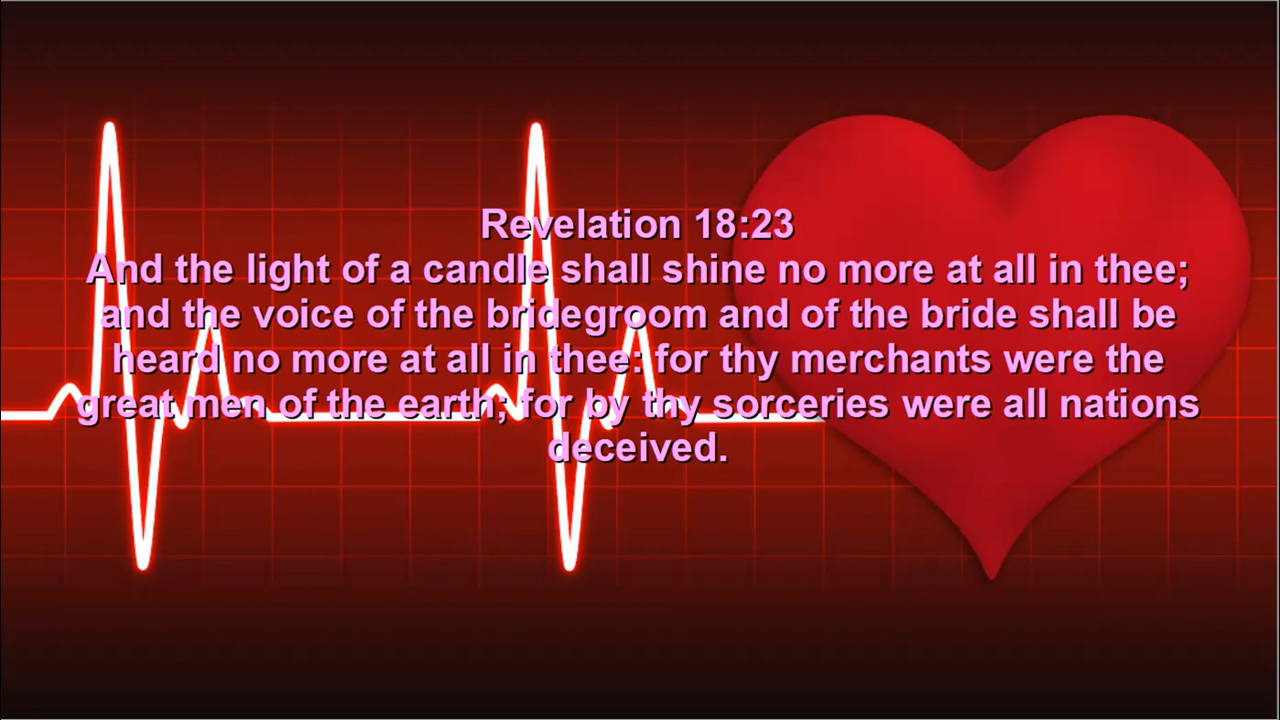 Revelation 18:23
And the light of a candle shall shine no more at all in thee;
and the voice of the bridegroom and of the bride shall be
heard no more at all in thee: for thy merchants were the
great men of the earth; for by thy sorceries were all nations
deceived.